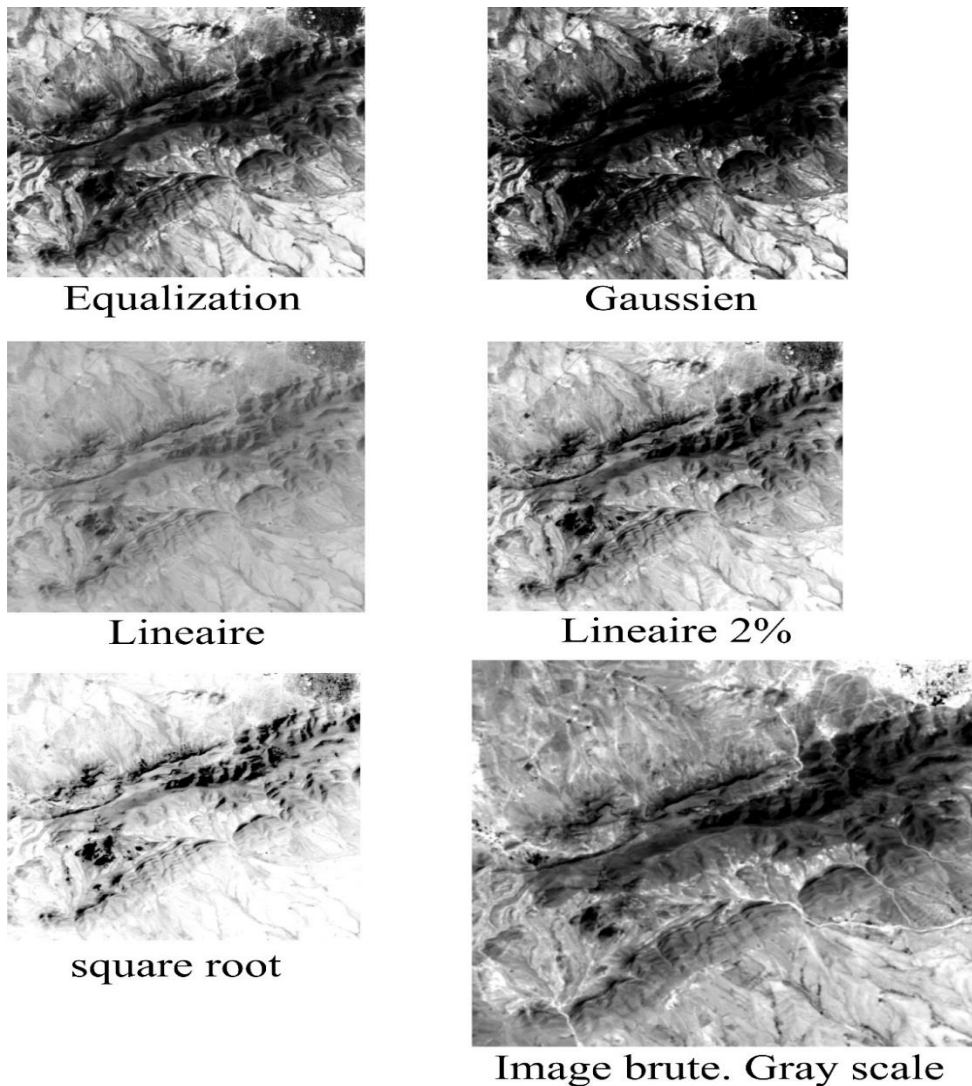 Equalization
Gaussien
Lineaire
Lineaire 2%
square root
Image brute. Gray scale